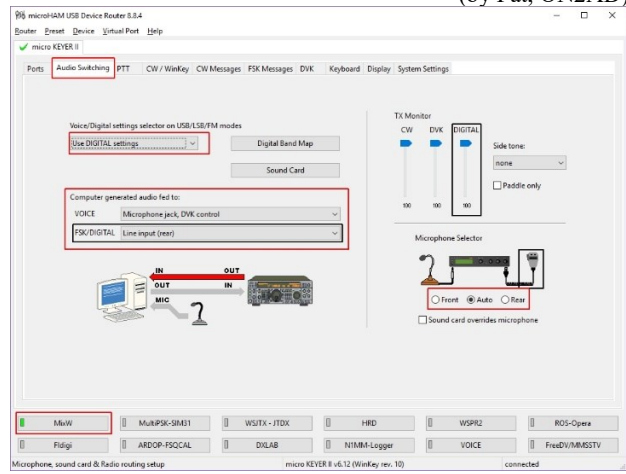 (by Pat, ON2AD)
microHAM USB Device Router 8.8.4
Router Preset Device Virtual Port Help
micro KEYER II
Ports Audio Switching PTT CW / WinKey CW Messages FSK Messages DVK Keyboard Display System Settings
Voice/Digital settings selector on USB/LSB/FM modes
Use DIGITAL settings
Digital Band Map
Sound Card
Computer generated audio fed to:
VOICE Microphone jack, DVK control
FSK/DIGITAL Line input (rear)
IN OUT
OUT IN
MIC
TX Monitor
CW DVK DIGITAL
Side tone:
none
Paddle only
100 100 100
Microphone Selector
Front Auto Rear
Sound card overrides microphone
MixW MultiPSK-SIM31 WSJTX - JTDX HRD WSPR2 ROS-Opera
Fldigi ARDOP-FSQCAL DXLAB N1MM-Logger VOICE FreeDV/MMSSTV
Microphone, sound card & Radio routing setup micro KEYER II v6.12 (WinKey rev. 10) connected